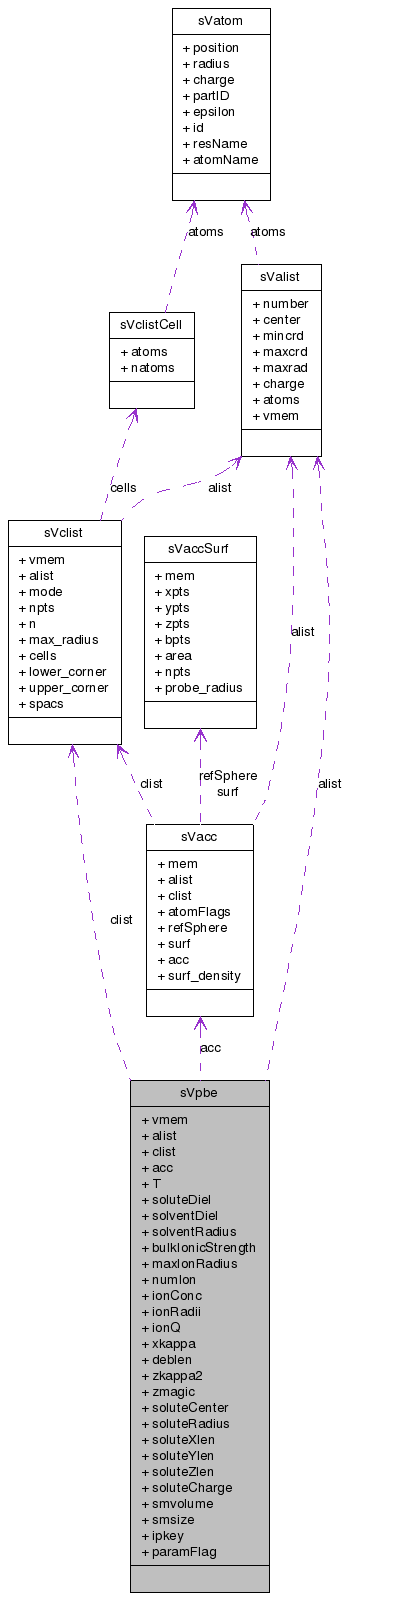 sVatom
+ position
+ radius
+ charge
+ partID
+ epsilon
+ id
+ resName
+ atomName
atoms
atoms
sValist
+ number
+ center
+ mincrd
+ maxcrd
+ maxrad
+ charge
+ atoms
+ vmem
sVclistCell
+ atoms
+ natoms
cells
alist
sVclist
+ vmem
+ alist
+ mode
+ npts
+ n
+ max_radius
+ cells
+ lower_corner
+ upper_corner
+ spacs
sVaccSurf
+ mem
+ xpts
+ ypts
+ zpts
+ bpts
+ area
+ npts
+ probe_radius
alist
clist
refSphere
surf
alist
sVacc
+ mem
+ alist
+ clist
+ atomFlags
+ refSphere
+ surf
+ acc
+ surf_density
clist
acc
sVpbe
+ vmem
+ alist
+ clist
+ acc
+ T
+ soluteDiel
+ solventDiel
+ solventRadius
+ bulkIonicStrength
+ maxIonRadius
+ numIon
+ ionConc
+ ionRadii
+ ionQ
+ xkappa
+ deblen
+ zkappa2
+ zmagic
+ soluteCenter
+ soluteRadius
+ soluteXlen
+ soluteYlen
+ soluteZlen
+ soluteCharge
+ smvolume
+ smsize
+ ipkey
+ paramFlag